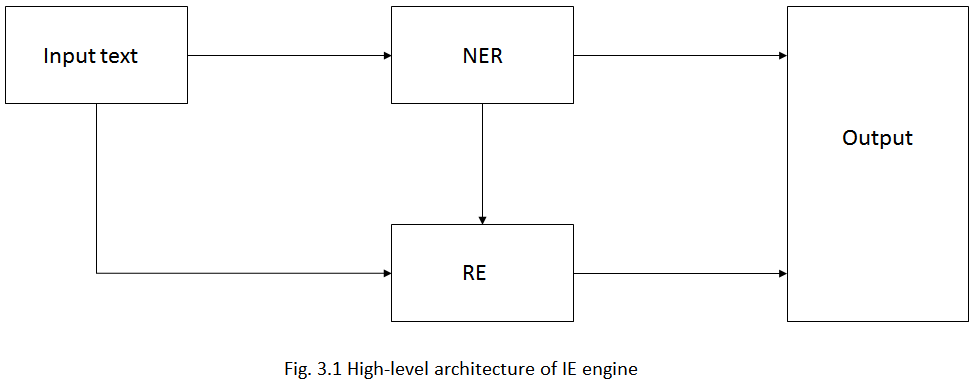 Input text
NER
Output
RE
Fig. 3.1 High-level architecture of IE engine